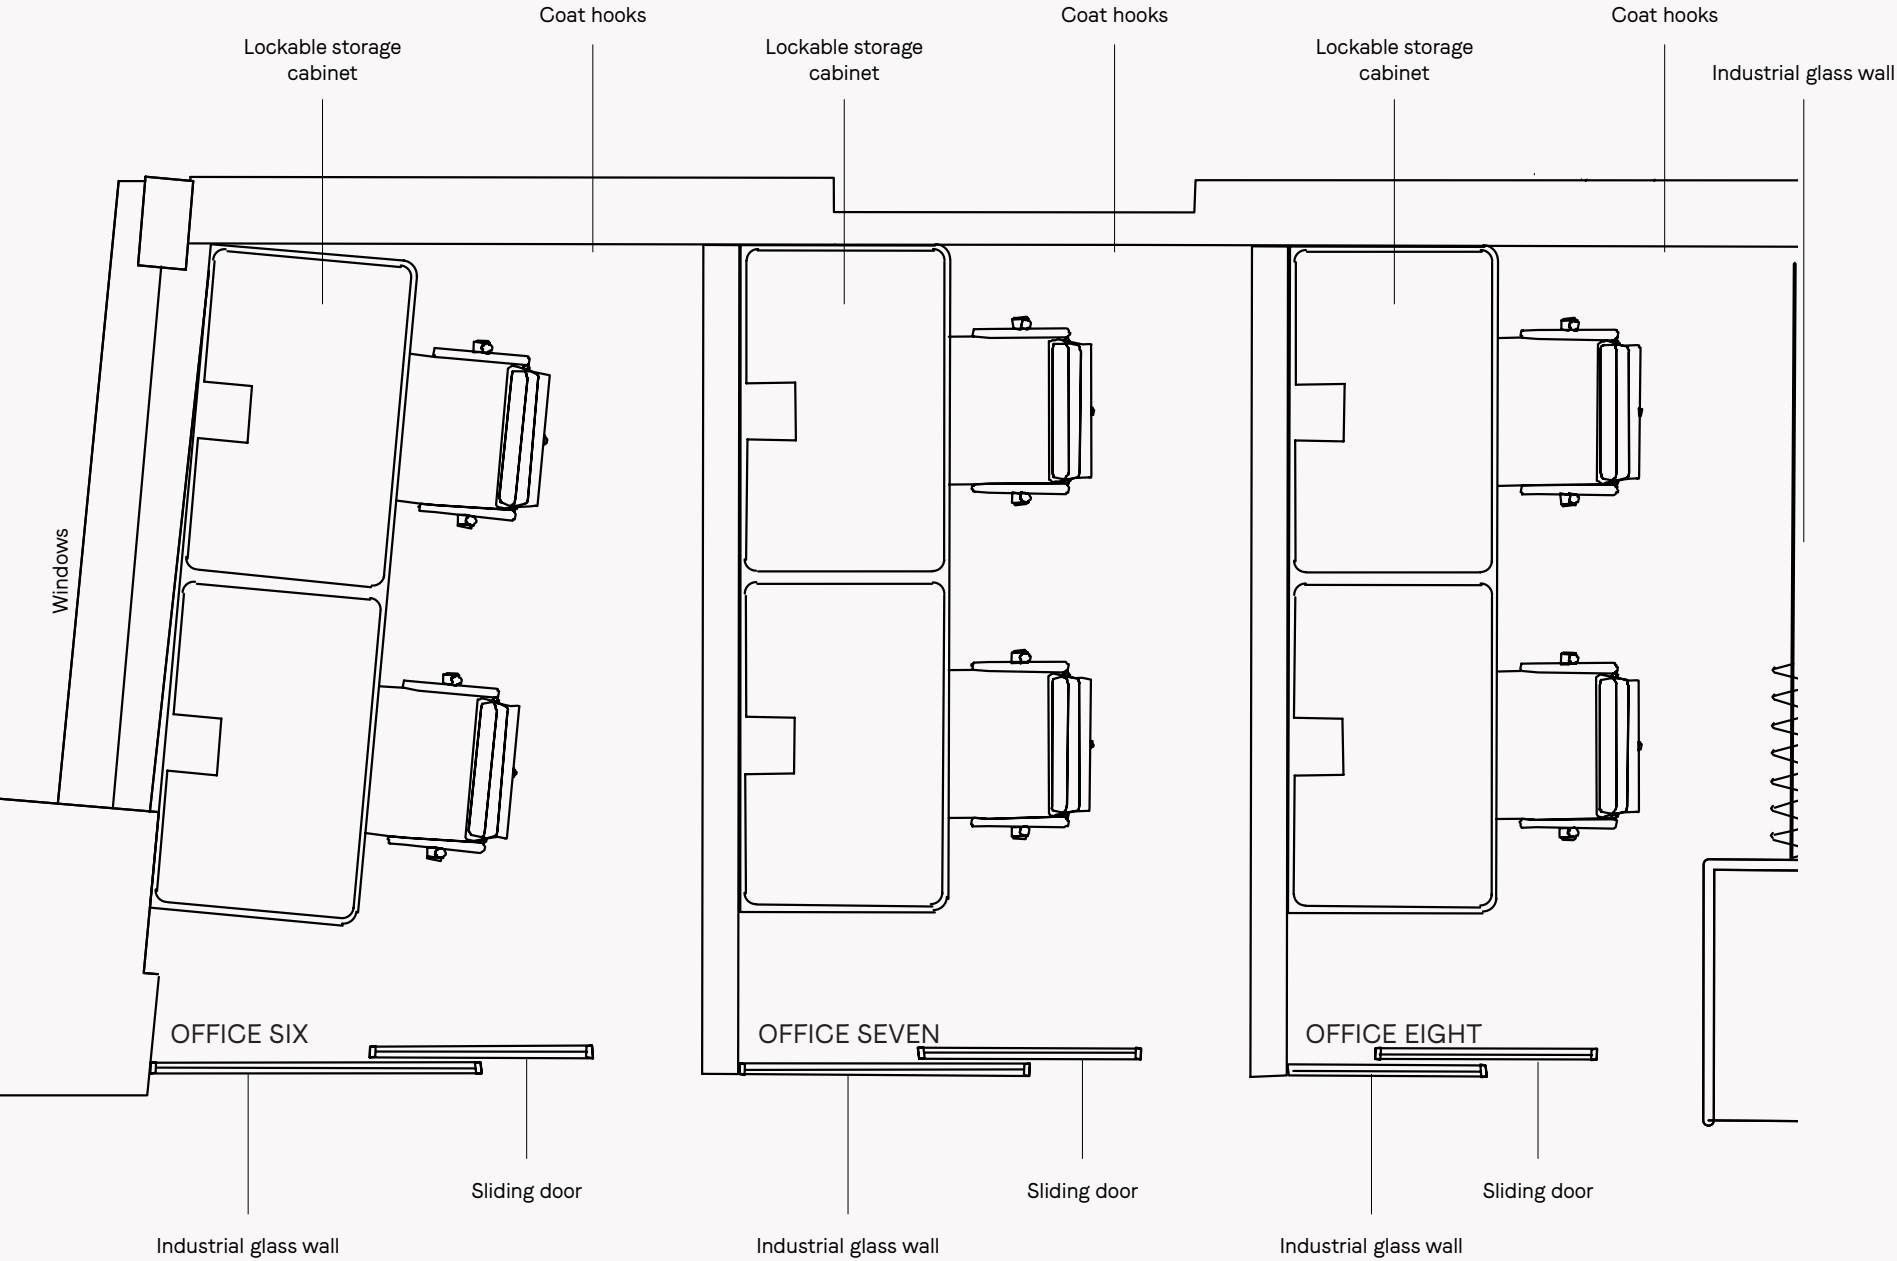 Coat hooks
Coat hooks
Coat hooks
Lockable storage
cabinet
Lockable storage
cabinet
Lockable storage
cabinet
Industrial glass wall
Windows
OFFICE SIX
OFFICE SEVEN
OFFICE EIGHT
Sliding door
Sliding door
Sliding door
Industrial glass wall
Industrial glass wall
Industrial glass wall